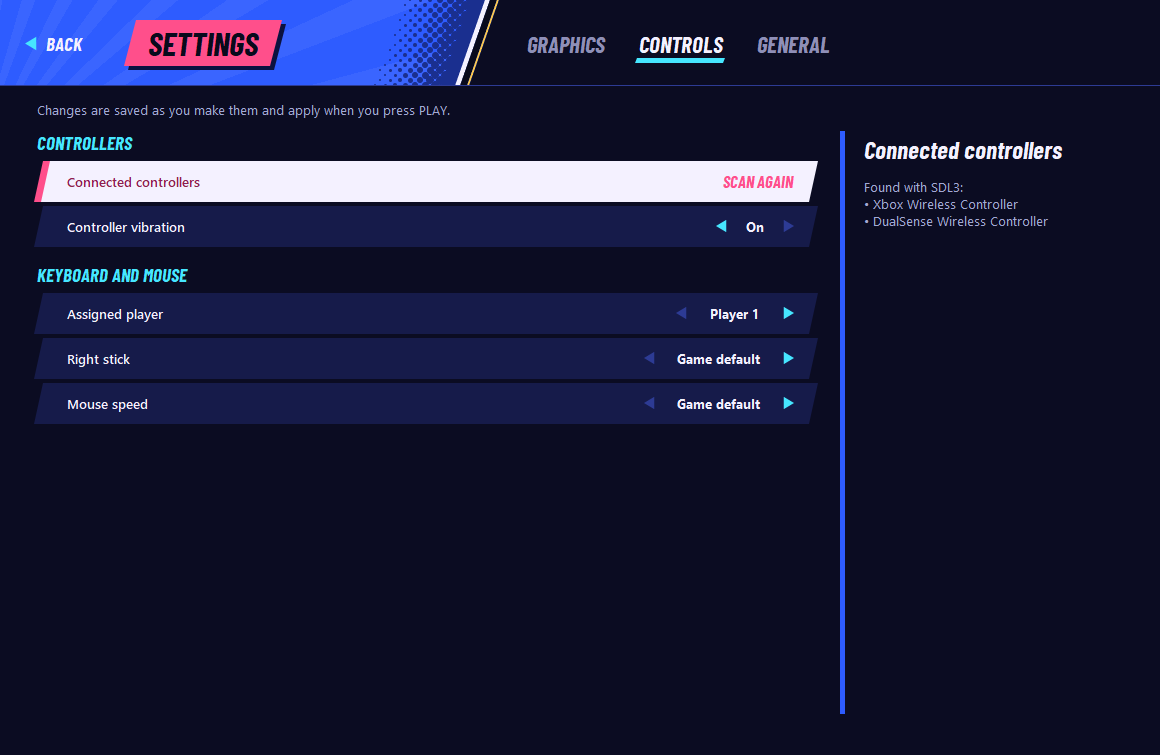 BACK
SETTINGS
GRAPHICS
CONTROLS
GENERAL
Changes are saved as you make them and apply when you press PLAY.
CONTROLLERS
Connected controllers
SCAN AGAIN
Controller vibration
On
KEYBOARD AND MOUSE
Assigned player
Player 1
Right stick
Game default
Mouse speed
Game default
Connected controllers
Found with SDL3:
• Xbox Wireless Controller
• DualSense Wireless Controller